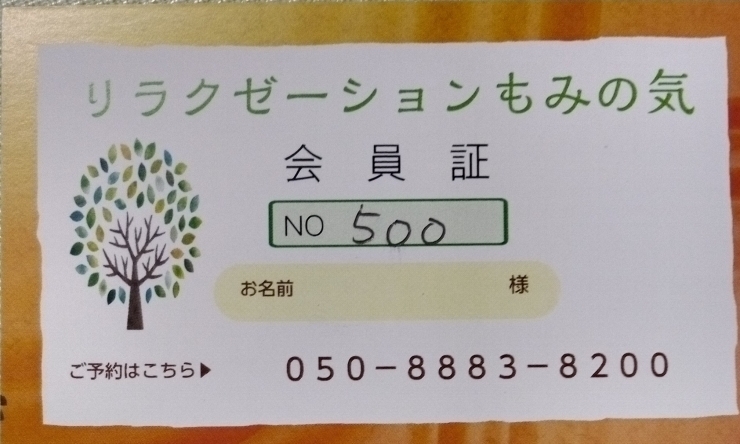 リラクゼーションもみの気
会員証
NO 500
お名前 様
ご予約はこちら▶ 050-8883-8200